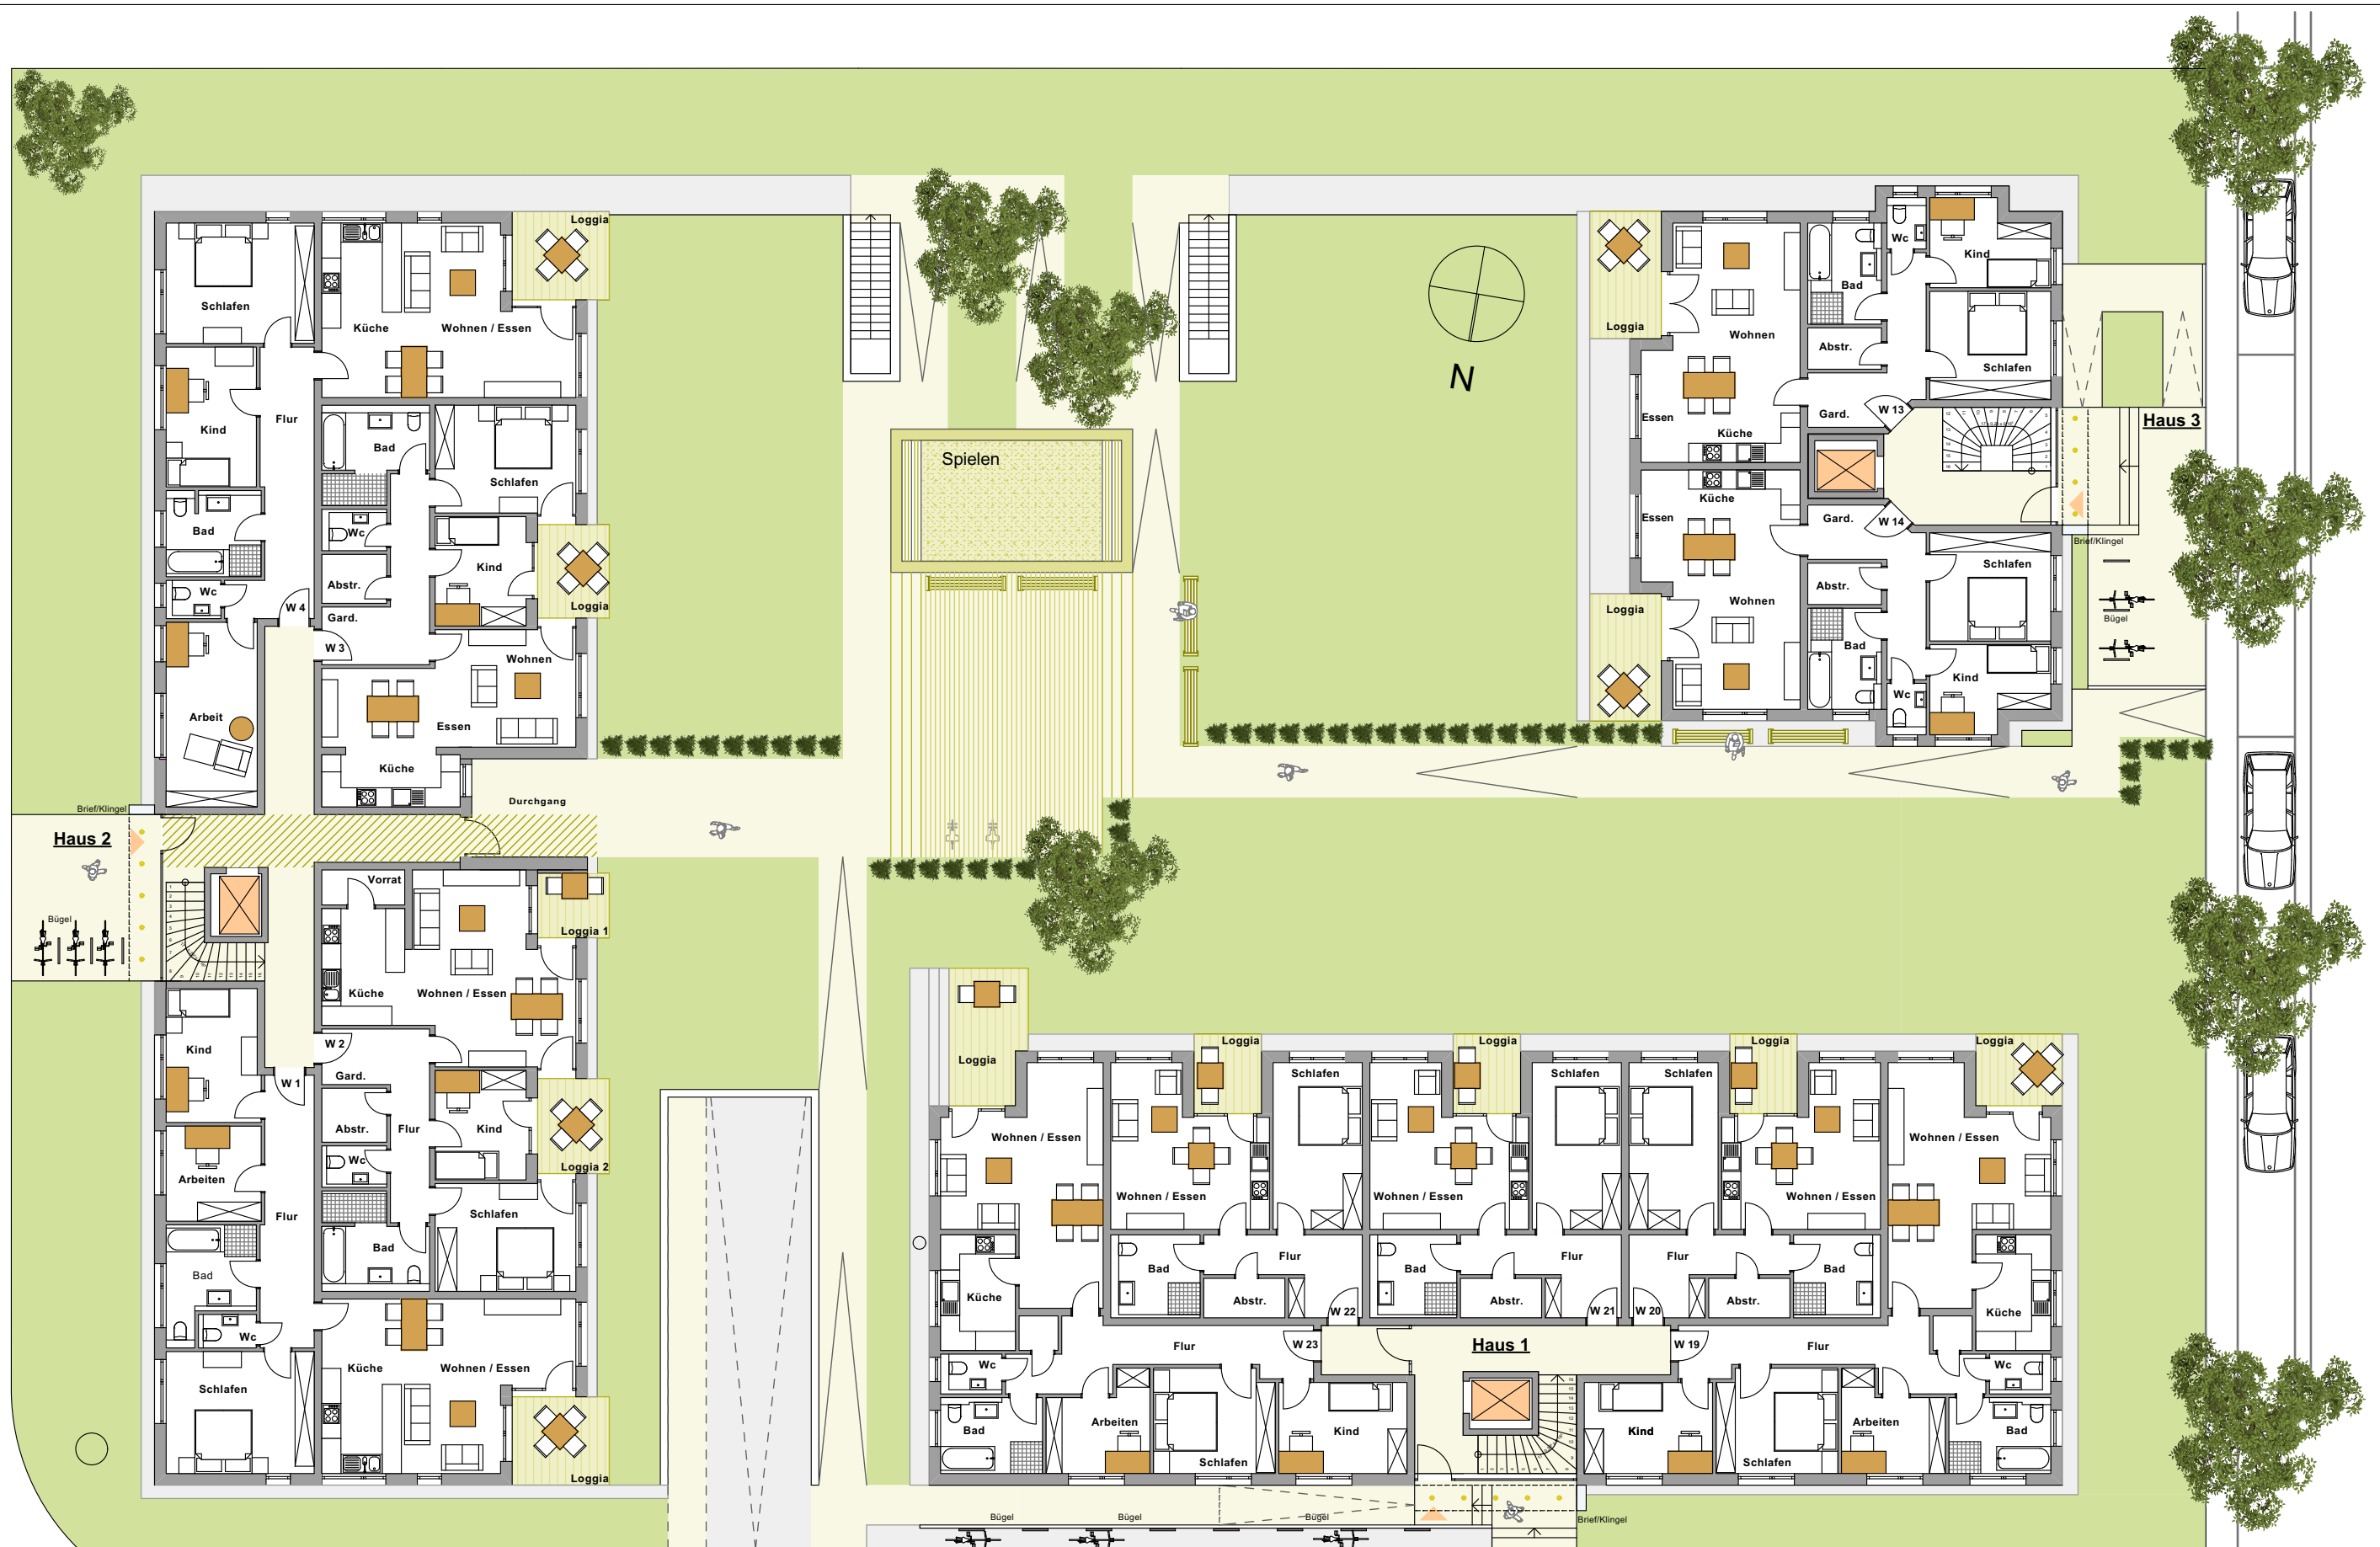 Loggia
Schlafen
Küche
Wohnen / Essen
Kind
Flur
Bad
Schlafen
Bad
Wc
Wc
Kind
Abstr.
W 4
Gard.
Loggia
W 3
Wohnen
Arbeit
Essen
Küche
Durchgang
Brief/Klingel
Haus 2
Bügel
Vorrat
Loggia 1
Küche
Wohnen / Essen
Kind
W 2
Gard.
W 1
Abstr.
Flur
Kind
Wc
Loggia 2
Arbeiten
Flur
Schlafen
Bad
Bad
Wc
Küche
Wohnen / Essen
Schlafen
Loggia
Spielen
N
Loggia
Wohnen
Bad
Wc
Kind
Abstr.
Schlafen
Essen
Küche
Gard.
W 13
Haus 3
Küche
Essen
Gard.
W 14
Brief/Klingel
Schlafen
Abstr.
Loggia
Wohnen
Bügel
Bad
Kind
Wc
Loggia
Loggia
Loggia
Loggia
Loggia
Schlafen
Schlafen
Schlafen
Wohnen / Essen
Wohnen / Essen
Wohnen / Essen
Wohnen / Essen
Wohnen / Essen
Flur
Flur
Flur
Bad
Bad
Bad
Küche
Abstr.
Abstr.
Abstr.
Küche
W 22
W 21
W 20
Flur
W 23
Haus 1
W 19
Flur
Wc
Wc
Bad
Arbeiten
Kind
Kind
Arbeiten
Bad
Schlafen
Schlafen
Bügel
Bügel
Bügel
Brief/Klingel